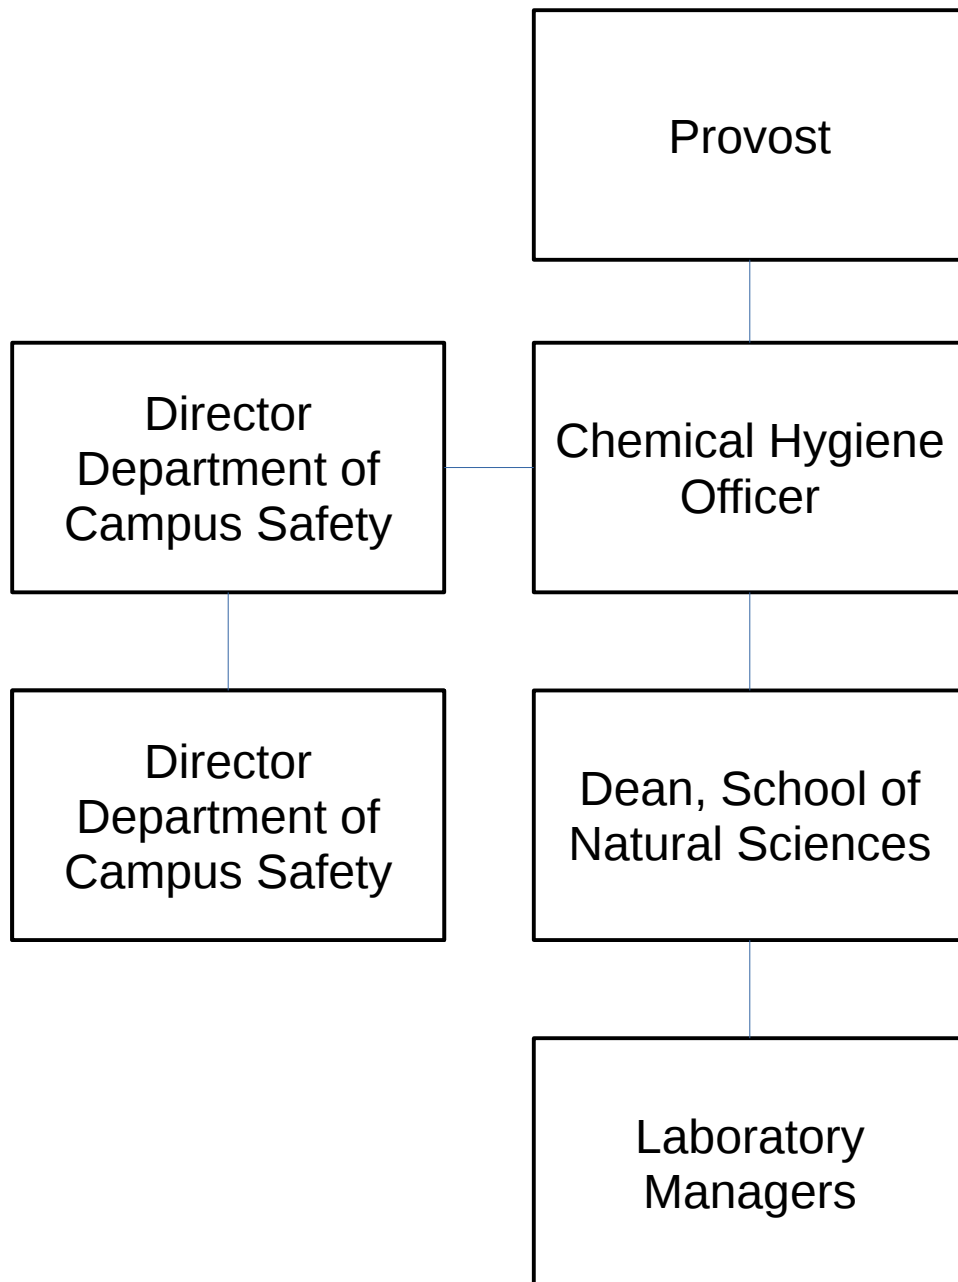 Provost
Director
Department of
Campus Safety
Chemical Hygiene
Officer
Director
Department of
Campus Safety
Dean, School of
Natural Sciences
Laboratory
Managers